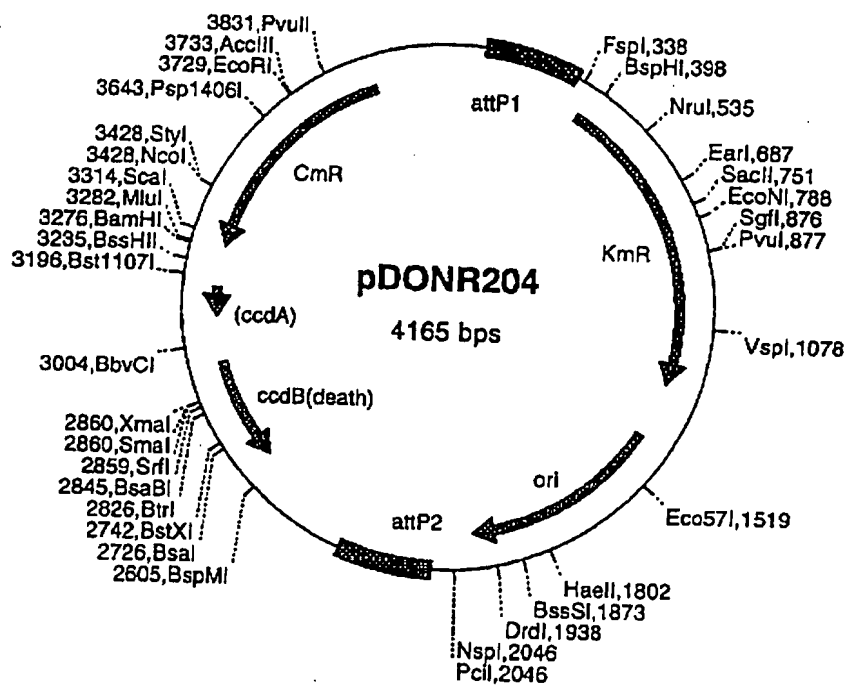 3831,PvuII
3733,AccIII
3729,EcoRI
3643,Psp1406I
3428,StyI
3428,NcoI
3314,ScaI
3282,MluI
3276,BamHI
3235,BssHII
3196,Bst1107I
3004,BbvCI
2860,XmaI
2860,SmaI
2859,SrfI
2845,BsaBI
2826,BtrI
2742,BstXI
2726,BsaI
2605,BspMI
attP1
CmR
KmR
pDONR204
4165 bps
(ccdA)
ccdB(death)
ori
attP2
FspI,338
BspHI,398
NruI,535
EarI,687
SacII,751
EcoNI,788
SgfI,876
PvuI,877
VspI,1078
Eco57I,1519
HaeII,1802
BssSI,1873
DrdI,1938
NspI,2046
PciI,2046